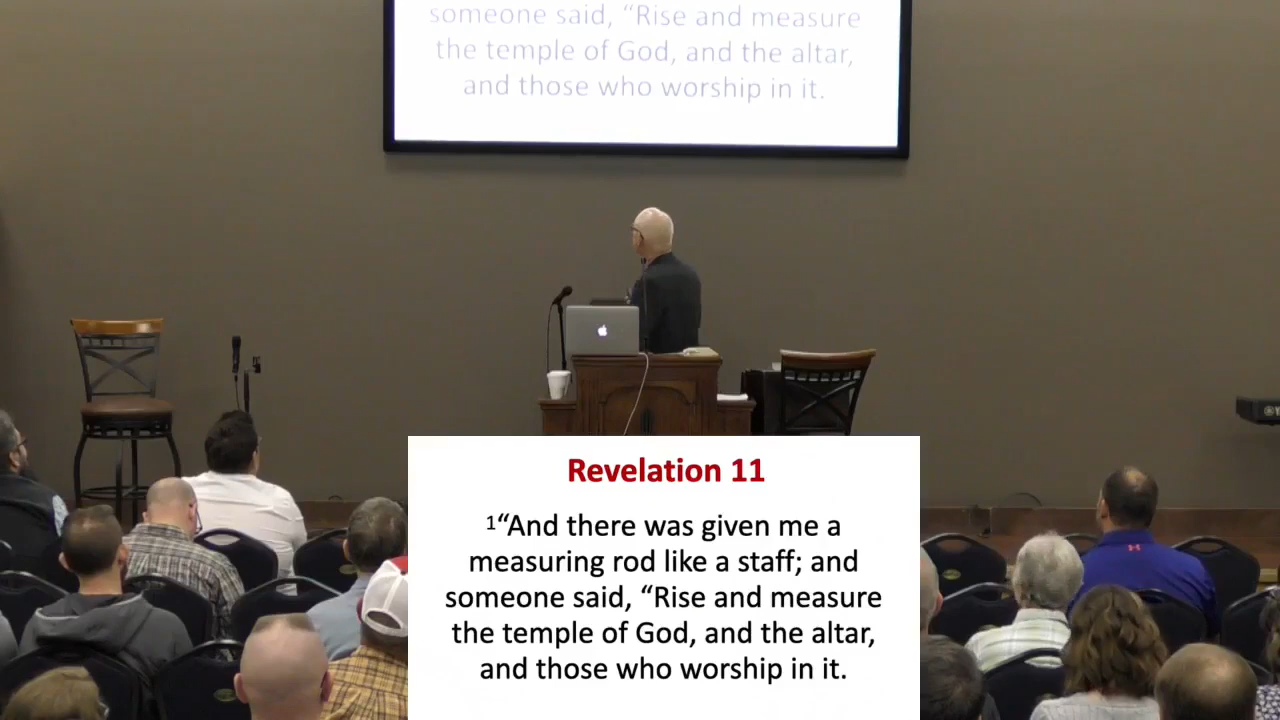 someone said, “Rise and measure
the temple of God, and the altar,
and those who worship in it.
Revelation 11
1“And there was given me a
measuring rod like a staff; and
someone said, “Rise and measure
the temple of God, and the altar,
and those who worship in it.